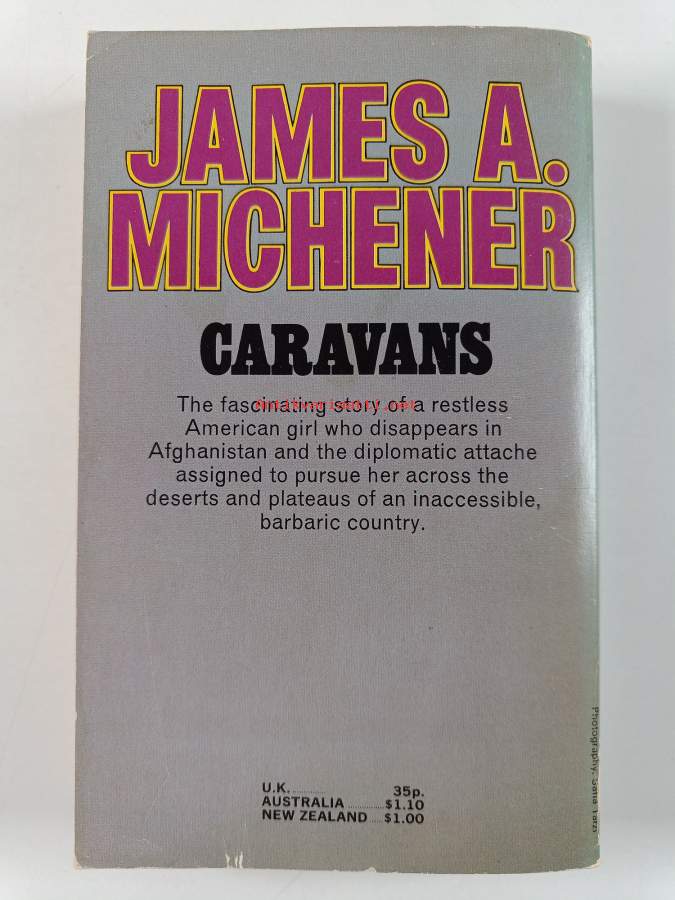 JAMES A.
MICHENER
CARAVANS
The fascinating story of a restless
American girl who disappears in
Afghanistan and the diplomatic attache
assigned to pursue her across the
deserts and plateaus of an inaccessible,
barbaric country.
U.K. ............ 35p.
AUSTRALIA ............ $1.10
NEW ZEALAND .... $1.00
Photography: